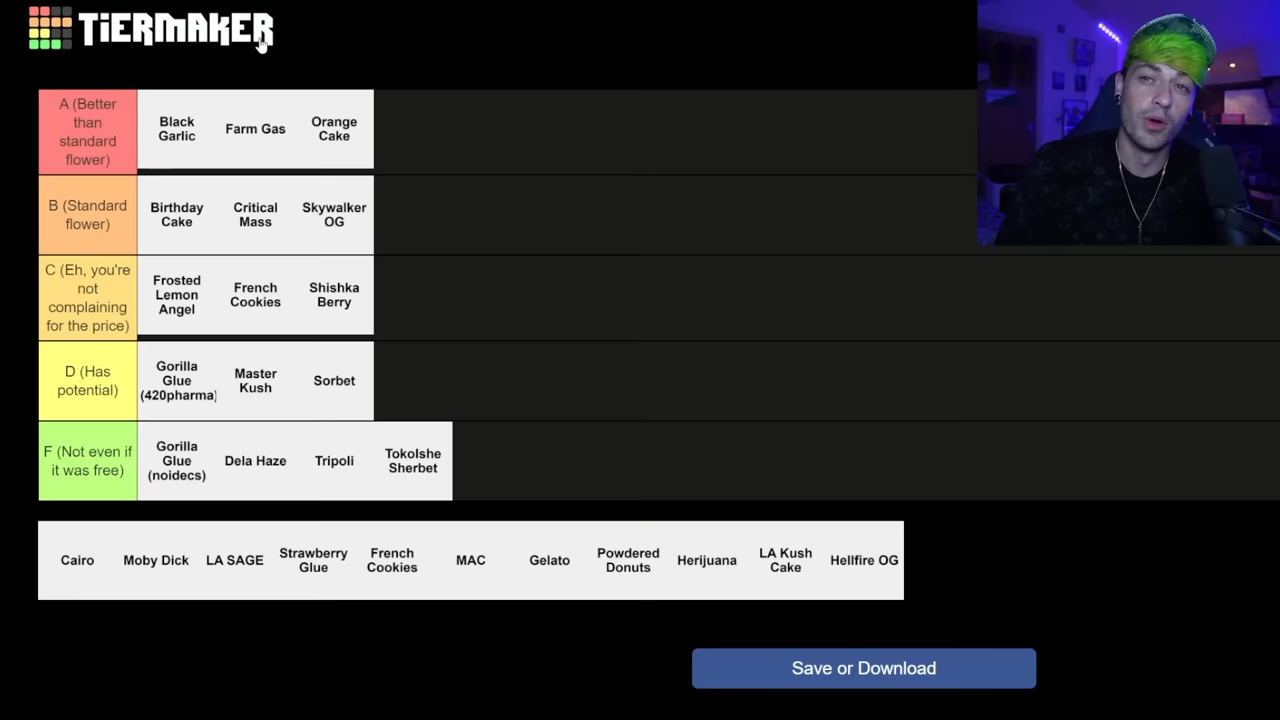 TiERMAKER
A (Better
than
standard
flower)
Black
Garlic
Farm Gas
Orange
Cake
B (Standard
flower)
Birthday
Cake
Critical
Mass
Skywalker
OG
C (Eh, you're
not
complaining
for the price)
Frosted
Lemon
Angel
French
Cookies
Shishka
Berry
D (Has
potential)
Gorilla
Glue
(420pharma)
Master
Kush
Sorbet
F (Not even if
it was free)
Gorilla
Glue
(noidecs)
Dela Haze
Tripoli
Tokolshe
Sherbet
Cairo
Moby Dick
LA SAGE
Strawberry
Glue
French
Cookies
MAC
Gelato
Powdered
Donuts
Herijuana
LA Kush
Cake
Hellfire OG
Save or Download